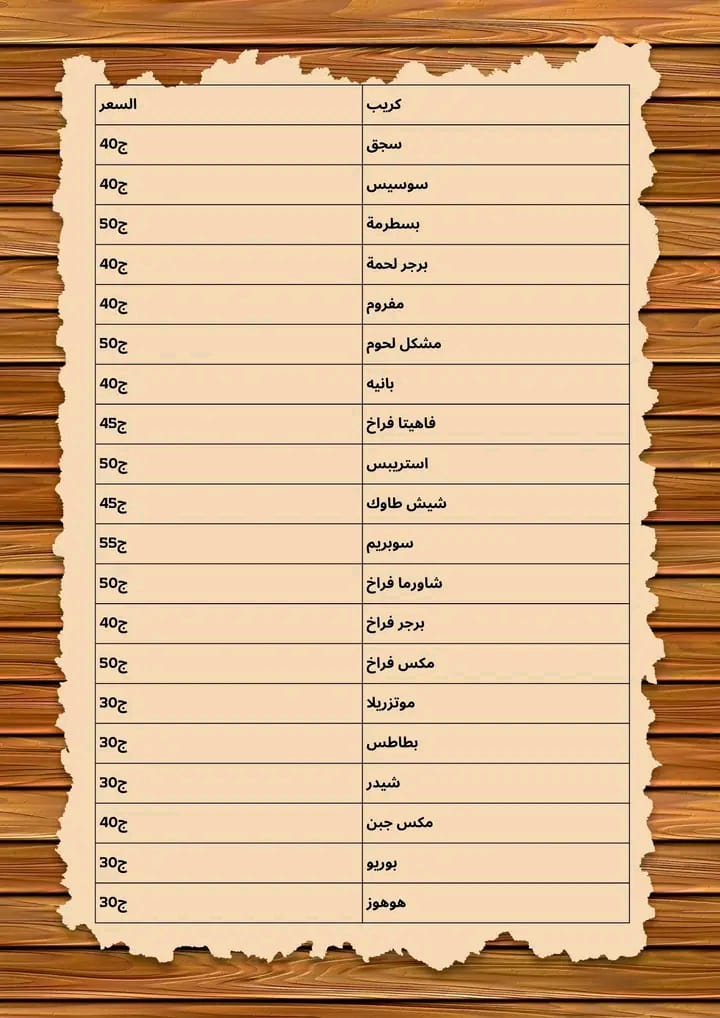 كريب السعر
سجق 40ج
سوسيس 40ج
بسطرمة 50ج
برجر لحمة 40ج
مفروم 40ج
مشكل لحوم 50ج
بانيه 40ج
فاهيتا فراخ 45ج
استريبس 50ج
شيش طاوك 45ج
سوبريم 55ج
شاورما فراخ 50ج
برجر فراخ 40ج
مكس فراخ 50ج
موتزريلا 30ج
بطاطس 30ج
شيدر 30ج
مكس جبن 40ج
بوريو 30ج
هوهوز 30ج